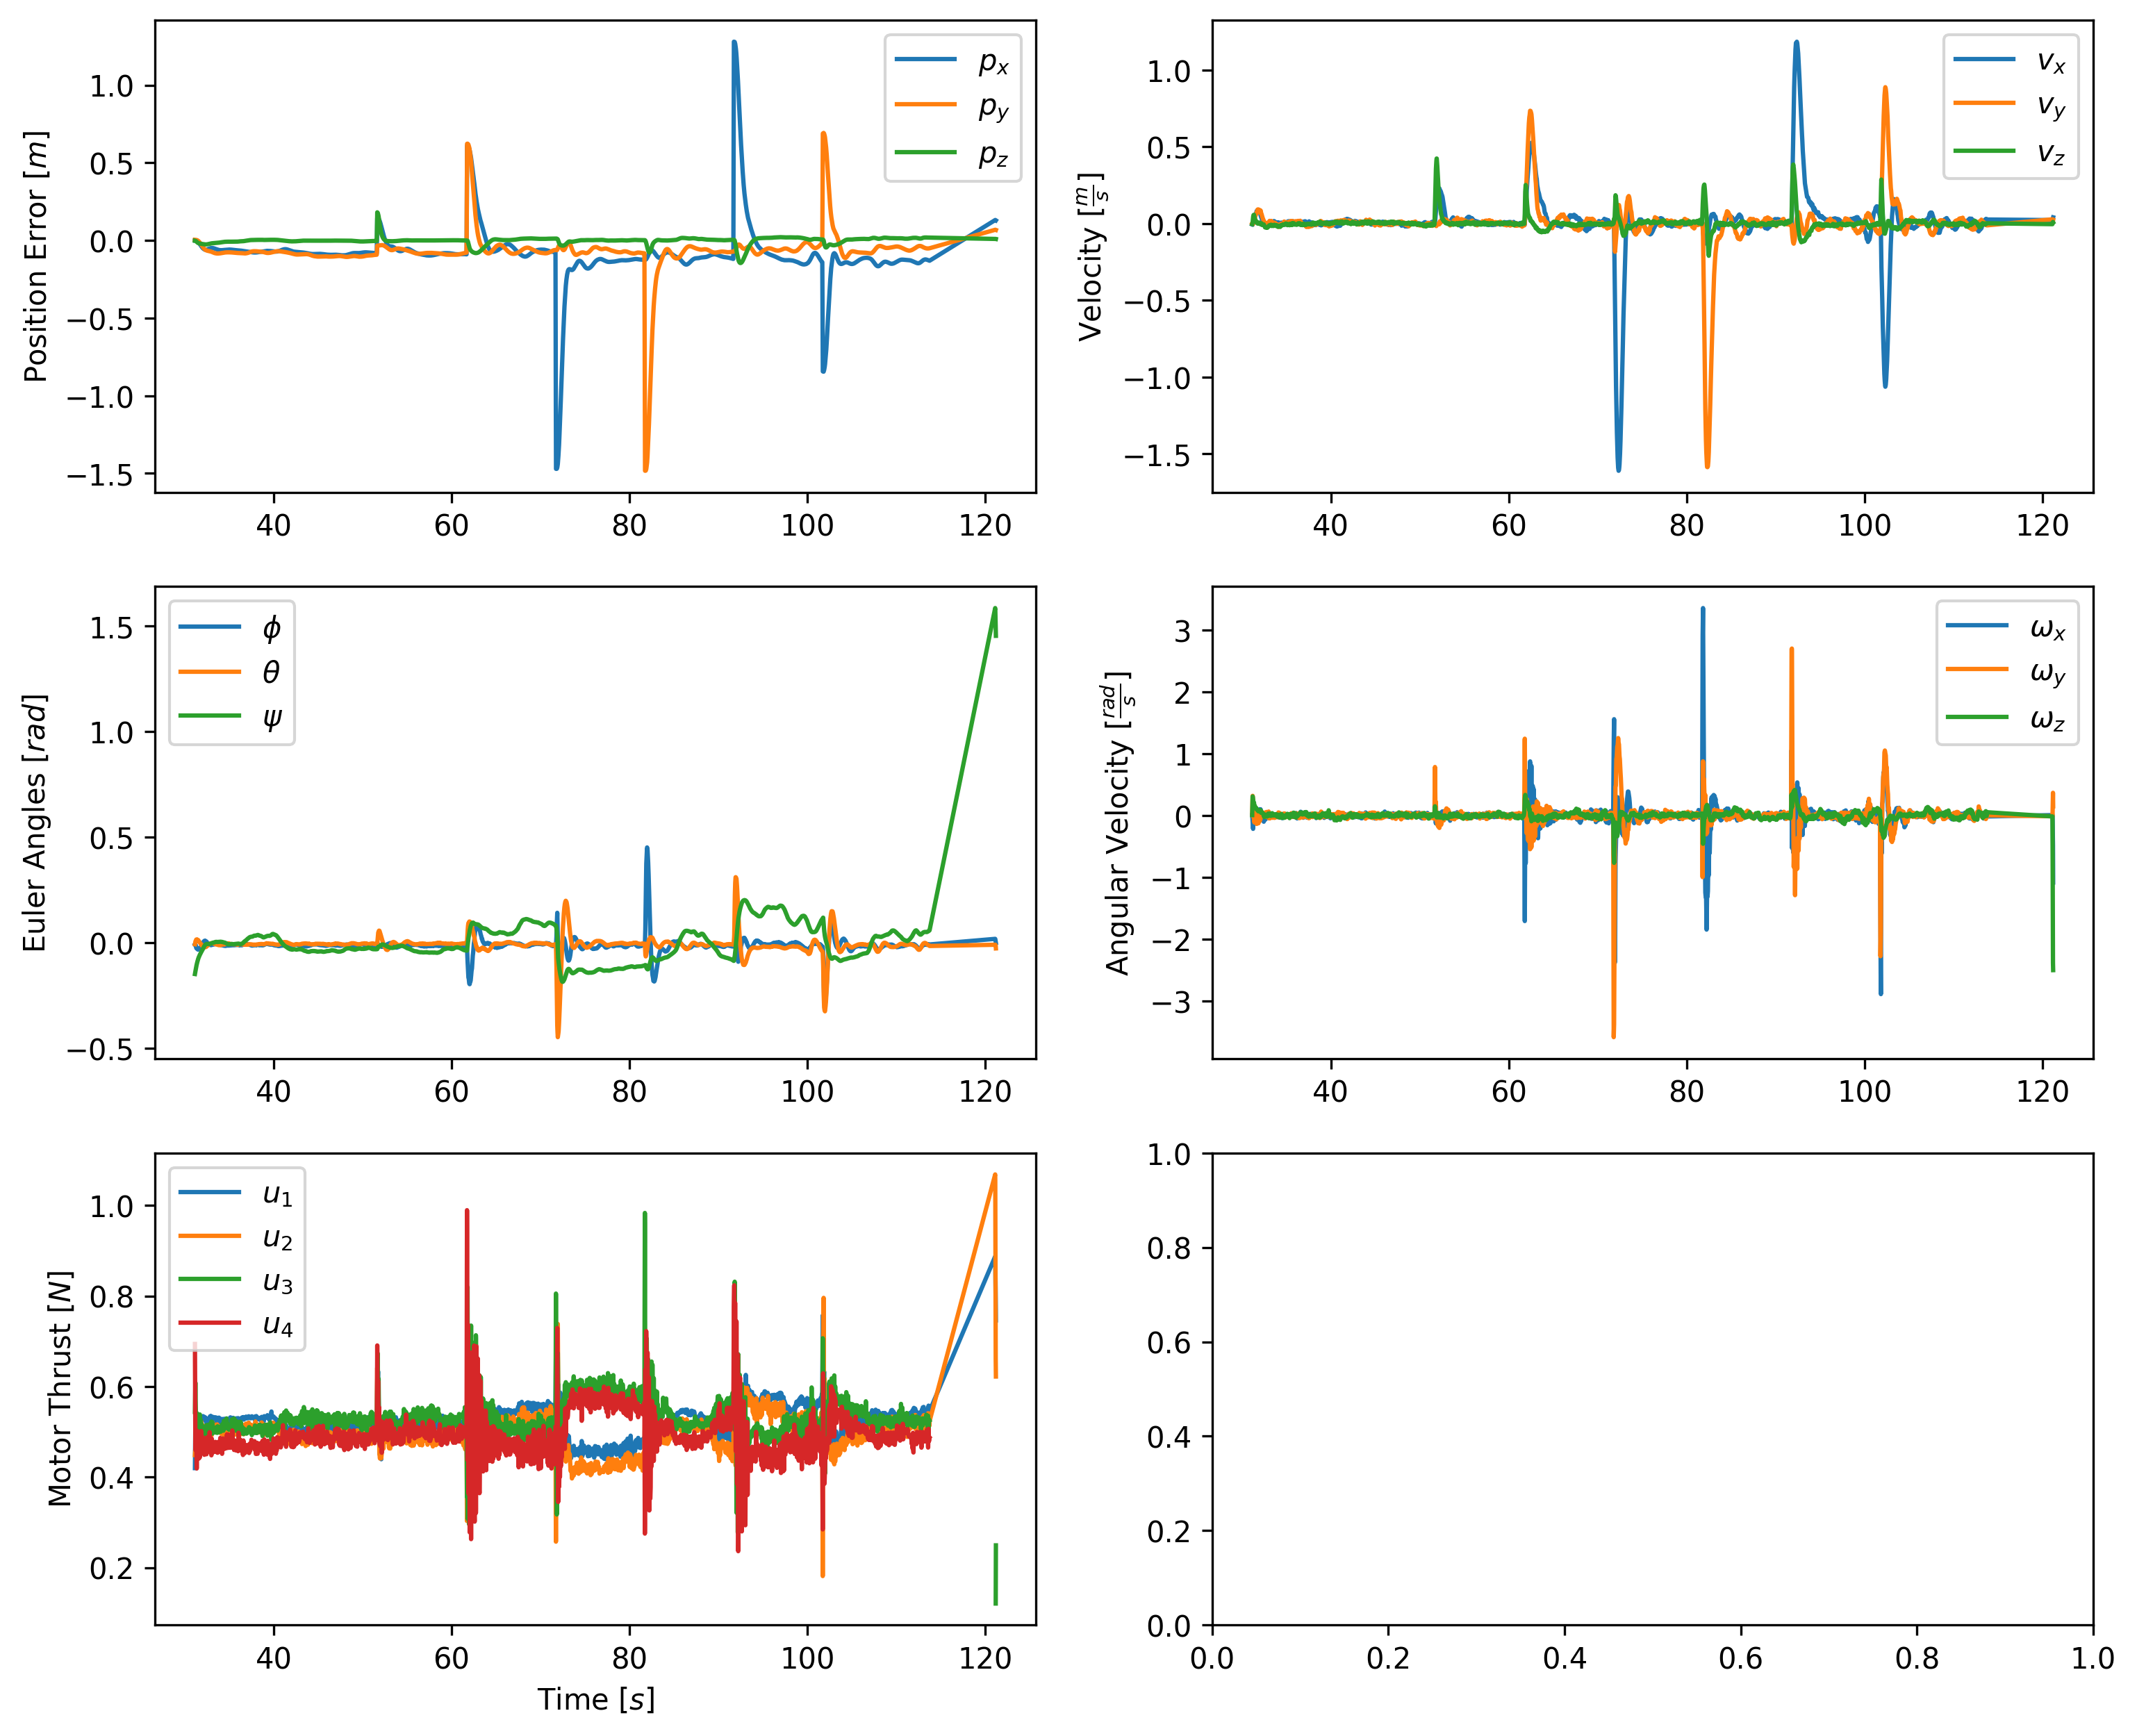 Position Error [m]
1.0
0.5
0.0
−0.5
−1.0
−1.5
40 60 80 100 120
p_x
p_y
p_z
Velocity [m/s]
1.0
0.5
0.0
−0.5
−1.0
−1.5
40 60 80 100 120
v_x
v_y
v_z
Euler Angles [rad]
1.5
1.0
0.5
0.0
−0.5
40 60 80 100 120
ϕ
θ
ψ
Angular Velocity [rad/s]
3
2
1
0
−1
−2
−3
40 60 80 100 120
ω_x
ω_y
ω_z
Motor Thrust [N]
1.0
0.8
0.6
0.4
0.2
40 60 80 100 120
Time [s]
u_1
u_2
u_3
u_4
1.0
0.8
0.6
0.4
0.2
0.0
0.0 0.2 0.4 0.6 0.8 1.0